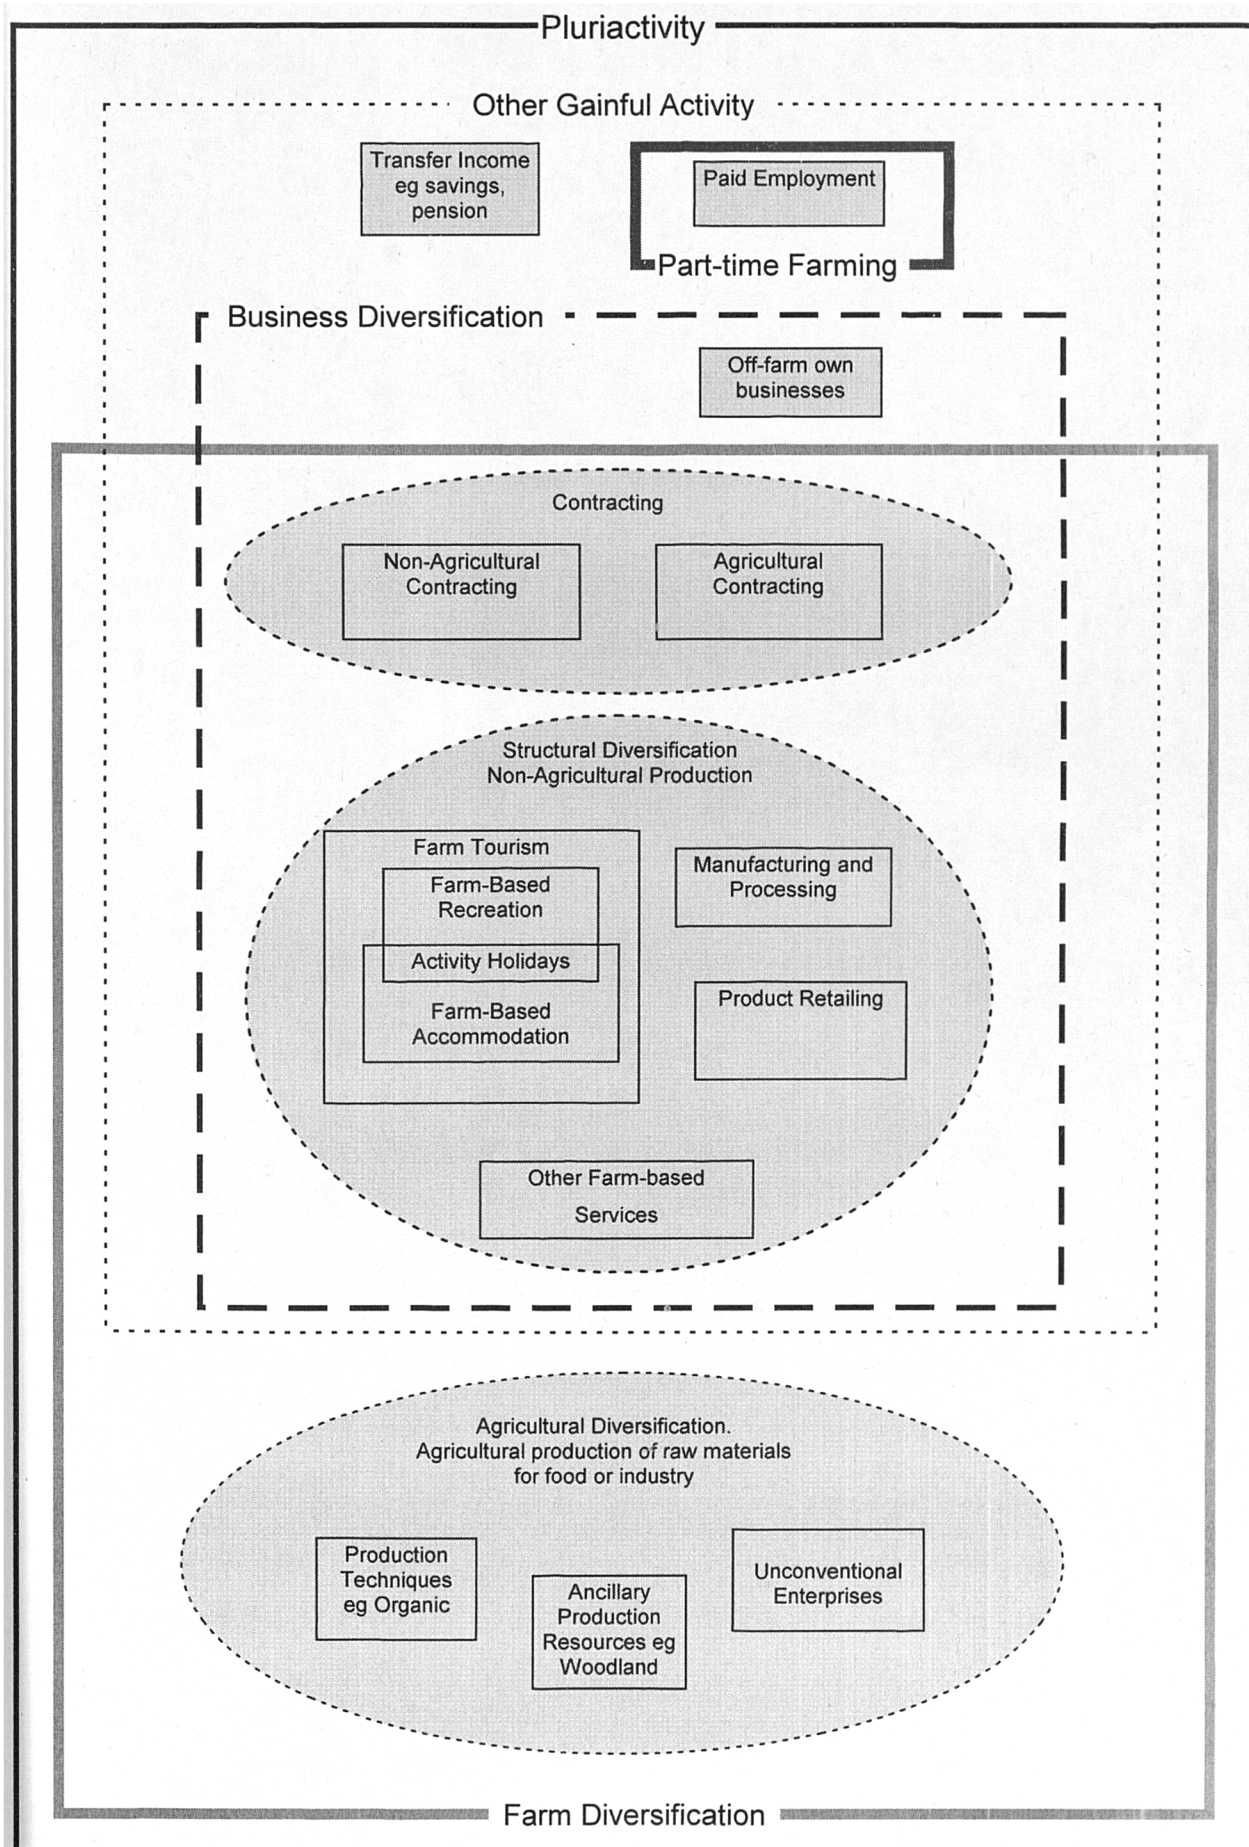 Pluriactivity
Other Gainful Activity
Transfer Income
eg savings,
pension
Paid Employment
Part-time Farming
Business Diversification
Off-farm own
businesses
Contracting
Non-Agricultural
Contracting
Agricultural
Contracting
Structural Diversification
Non-Agricultural Production
Farm Tourism
Farm-Based
Recreation
Activity Holidays
Farm-Based
Accommodation
Manufacturing and
Processing
Product Retailing
Other Farm-based
Services
Agricultural Diversification.
Agricultural production of raw materials
for food or industry
Production
Techniques
eg Organic
Ancillary
Production
Resources eg
Woodland
Unconventional
Enterprises
Farm Diversification